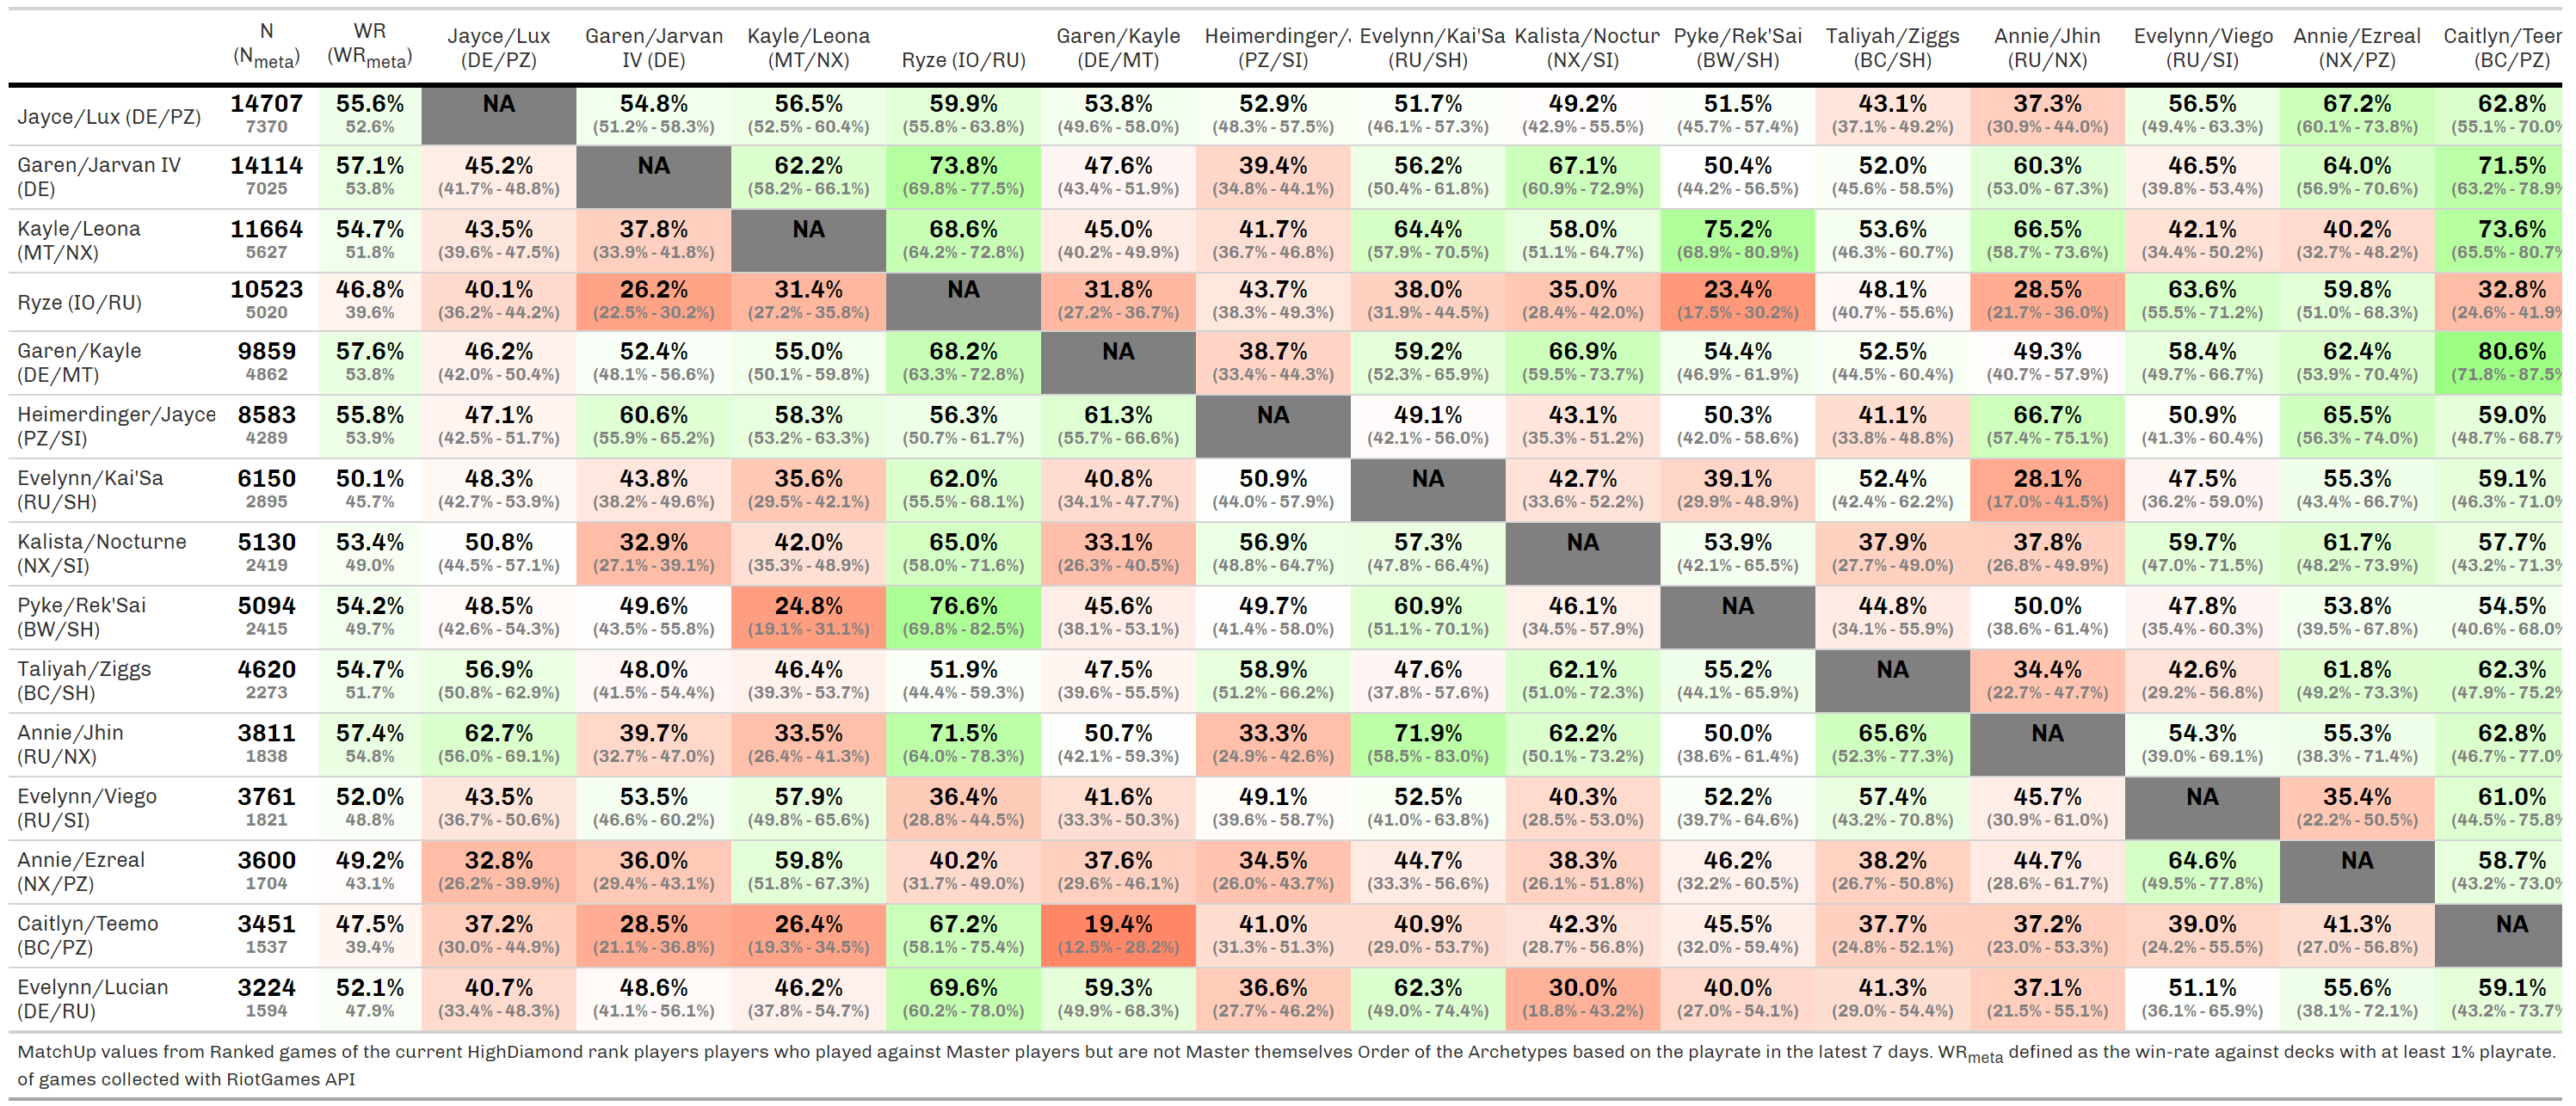 N WR Jayce/Lux Garen/Jarvan Kayle/Leona Garen/Kayle Heimerdinger/J Evelynn/Kai'Sa Kalista/Noctur Pyke/Rek'Sai Taliyah/Ziggs Annie/Jhin Evelynn/Viego Annie/Ezreal Caitlyn/Teem
(Nmeta) (WRmeta) (DE/PZ) IV (DE) (MT/NX) Ryze (IO/RU) (DE/MT) (PZ/SI) (RU/SH) (NX/SI) (BW/SH) (BC/SH) (RU/NX) (RU/SI) (NX/PZ) (BC/PZ)
Jayce/Lux (DE/PZ) 14707 55.6% NA 54.8% 56.5% 59.9% 53.8% 52.9% 51.7% 49.2% 51.5% 43.1% 37.3% 56.5% 67.2% 62.8%
7370 52.6% (51.2% - 58.3%) (52.5% - 60.4%) (55.8% - 63.8%) (49.6% - 58.0%) (48.3% - 57.5%) (46.1% - 57.3%) (42.9% - 55.5%) (45.7% - 57.4%) (37.1% - 49.2%) (30.9% - 44.0%) (49.4% - 63.3%) (60.1% - 73.8%) (55.1% - 70.0%
Garen/Jarvan IV 14114 57.1% 45.2% NA 62.2% 73.8% 47.6% 39.4% 56.2% 67.1% 50.4% 52.0% 60.3% 46.5% 64.0% 71.5%
(DE) 7025 53.8% (41.7% - 48.8%) (58.2% - 66.1%) (69.8% - 77.5%) (43.4% - 51.9%) (34.8% - 44.1%) (50.4% - 61.8%) (60.9% - 72.9%) (44.2% - 56.5%) (45.6% - 58.5%) (53.0% - 67.3%) (39.8% - 53.4%) (56.9% - 70.6%) (63.2% - 78.9%
Kayle/Leona 11664 54.7% 43.5% 37.8% NA 68.6% 45.0% 41.7% 64.4% 58.0% 75.2% 53.6% 66.5% 42.1% 40.2% 73.6%
(MT/NX) 5627 51.8% (39.6% - 47.5%) (33.9% - 41.8%) (64.2% - 72.8%) (40.2% - 49.9%) (36.7% - 46.8%) (57.9% - 70.5%) (51.1% - 64.7%) (68.9% - 80.9%) (46.3% - 60.7%) (58.7% - 73.6%) (34.4% - 50.2%) (32.7% - 48.2%) (65.5% - 80.7%
Ryze (IO/RU) 10523 46.8% 40.1% 26.2% 31.4% NA 31.8% 43.7% 38.0% 35.0% 23.4% 48.1% 28.5% 63.6% 59.8% 32.8%
5020 39.6% (36.2% - 44.2%) (22.5% - 30.2%) (27.2% - 35.8%) (27.2% - 36.7%) (38.3% - 49.3%) (31.9% - 44.5%) (28.4% - 42.0%) (17.5% - 30.2%) (40.7% - 55.6%) (21.7% - 36.0%) (55.5% - 71.2%) (51.0% - 68.3%) (24.6% - 41.9%
Garen/Kayle 9859 57.6% 46.2% 52.4% 55.0% 68.2% NA 38.7% 59.2% 66.9% 54.4% 52.5% 49.3% 58.4% 62.4% 80.6%
(DE/MT) 4862 53.8% (42.0% - 50.4%) (48.1% - 56.6%) (50.1% - 59.8%) (63.3% - 72.8%) (33.4% - 44.3%) (52.3% - 65.9%) (59.5% - 73.7%) (46.9% - 61.9%) (44.5% - 60.4%) (40.7% - 57.9%) (49.7% - 66.7%) (53.9% - 70.4%) (71.8% - 87.5%
Heimerdinger/Jayce 8583 55.8% 47.1% 60.6% 58.3% 56.3% 61.3% NA 49.1% 43.1% 50.3% 41.1% 66.7% 50.9% 65.5% 59.0%
(PZ/SI) 4289 53.9% (42.5% - 51.7%) (55.9% - 65.2%) (53.2% - 63.3%) (50.7% - 61.7%) (55.7% - 66.6%) (42.1% - 56.0%) (35.3% - 51.2%) (42.0% - 58.6%) (33.8% - 48.8%) (57.4% - 75.1%) (41.3% - 60.4%) (56.3% - 74.0%) (48.7% - 68.7%
Evelynn/Kai'Sa 6150 50.1% 48.3% 43.8% 35.6% 62.0% 40.8% 50.9% NA 42.7% 39.1% 52.4% 28.1% 47.5% 55.3% 59.1%
(RU/SH) 2895 45.7% (42.7% - 53.9%) (38.2% - 49.6%) (29.5% - 42.1%) (55.5% - 68.1%) (34.1% - 47.7%) (44.0% - 57.9%) (33.6% - 52.2%) (29.9% - 48.9%) (42.4% - 62.2%) (17.0% - 41.5%) (36.2% - 59.0%) (43.4% - 66.7%) (46.3% - 71.0%
Kalista/Nocturne 5130 53.4% 50.8% 32.9% 42.0% 65.0% 33.1% 56.9% 57.3% NA 53.9% 37.9% 37.8% 59.7% 61.7% 57.7%
(NX/SI) 2419 49.0% (44.5% - 57.1%) (27.1% - 39.1%) (35.3% - 48.9%) (58.0% - 71.6%) (26.3% - 40.5%) (48.8% - 64.7%) (47.8% - 66.4%) (42.1% - 65.5%) (27.7% - 49.0%) (26.8% - 49.9%) (47.0% - 71.5%) (48.2% - 73.9%) (43.2% - 71.3%
Pyke/Rek'Sai 5094 54.2% 48.5% 49.6% 24.8% 76.6% 45.6% 49.7% 60.9% 46.1% NA 44.8% 50.0% 47.8% 53.8% 54.5%
(BW/SH) 2415 49.7% (42.6% - 54.3%) (43.5% - 55.8%) (19.1% - 31.1%) (69.8% - 82.5%) (38.1% - 53.1%) (41.4% - 58.0%) (51.1% - 70.1%) (34.5% - 57.9%) (34.1% - 55.9%) (38.6% - 61.4%) (35.4% - 60.3%) (39.5% - 67.8%) (40.6% - 68.0%
Taliyah/Ziggs 4620 54.7% 56.9% 48.0% 46.4% 51.9% 47.5% 58.9% 47.6% 62.1% 55.2% NA 34.4% 42.6% 61.8% 62.3%
(BC/SH) 2273 51.7% (50.8% - 62.9%) (41.5% - 54.4%) (39.3% - 53.7%) (44.4% - 59.3%) (39.6% - 55.5%) (51.2% - 66.2%) (37.8% - 57.6%) (51.0% - 72.3%) (44.1% - 65.9%) (22.7% - 47.7%) (29.2% - 56.8%) (49.2% - 73.3%) (47.9% - 75.2%
Annie/Jhin 3811 57.4% 62.7% 39.7% 33.5% 71.5% 50.7% 33.3% 71.9% 62.2% 50.0% 65.6% NA 54.3% 55.3% 62.8%
(RU/NX) 1838 54.8% (56.0% - 69.1%) (32.7% - 47.0%) (26.4% - 41.3%) (64.0% - 78.3%) (42.1% - 59.3%) (24.9% - 42.6%) (58.5% - 83.0%) (50.1% - 73.2%) (38.6% - 61.4%) (52.3% - 77.3%) (39.0% - 69.1%) (38.3% - 71.4%) (46.7% - 77.0%
Evelynn/Viego 3761 52.0% 43.5% 53.5% 57.9% 36.4% 41.6% 49.1% 52.5% 40.3% 52.2% 57.4% 45.7% NA 35.4% 61.0%
(RU/SI) 1821 48.8% (36.7% - 50.6%) (46.6% - 60.2%) (49.8% - 65.6%) (28.8% - 44.5%) (33.3% - 50.3%) (39.6% - 58.7%) (41.0% - 63.8%) (28.5% - 53.0%) (39.7% - 64.6%) (43.2% - 70.8%) (30.9% - 61.0%) (22.2% - 50.5%) (44.5% - 75.8%
Annie/Ezreal 3600 49.2% 32.8% 36.0% 59.8% 40.2% 37.6% 34.5% 44.7% 38.3% 46.2% 38.2% 44.7% 64.6% NA 58.7%
(NX/PZ) 1704 43.1% (26.2% - 39.9%) (29.4% - 43.1%) (51.8% - 67.3%) (31.7% - 49.0%) (29.6% - 46.1%) (26.0% - 43.7%) (33.3% - 56.6%) (26.1% - 51.8%) (32.2% - 60.5%) (26.7% - 50.8%) (28.6% - 61.7%) (49.5% - 77.8%) (43.2% - 73.0%
Caitlyn/Teemo 3451 47.5% 37.2% 28.5% 26.4% 67.2% 19.4% 41.0% 40.9% 42.3% 45.5% 37.7% 37.2% 39.0% 41.3% NA
(BC/PZ) 1537 39.4% (30.0% - 44.9%) (21.1% - 36.8%) (19.3% - 34.5%) (58.1% - 75.4%) (12.5% - 28.2%) (31.3% - 51.3%) (29.0% - 53.7%) (28.7% - 56.8%) (32.0% - 59.4%) (24.8% - 52.1%) (23.0% - 53.3%) (24.2% - 55.5%) (27.0% - 56.8%)
Evelynn/Lucian 3224 52.1% 40.7% 48.6% 46.2% 69.6% 59.3% 36.6% 62.3% 30.0% 40.0% 41.3% 37.1% 51.1% 55.6% 59.1%
(DE/RU) 1594 47.9% (33.4% - 48.3%) (41.1% - 56.1%) (37.8% - 54.7%) (60.2% - 78.0%) (49.9% - 68.3%) (27.7% - 46.2%) (49.0% - 74.4%) (18.8% - 43.2%) (27.0% - 54.1%) (29.0% - 54.4%) (21.5% - 55.1%) (36.1% - 65.9%) (38.1% - 72.1%) (43.2% - 73.7%
MatchUp values from Ranked games of the current HighDiamond rank players players who played against Master players but are not Master themselves Order of the Archetypes based on the playrate in the latest 7 days. WRmeta defined as the win-rate against decks with at least 1% playrate.
of games collected with RiotGames API